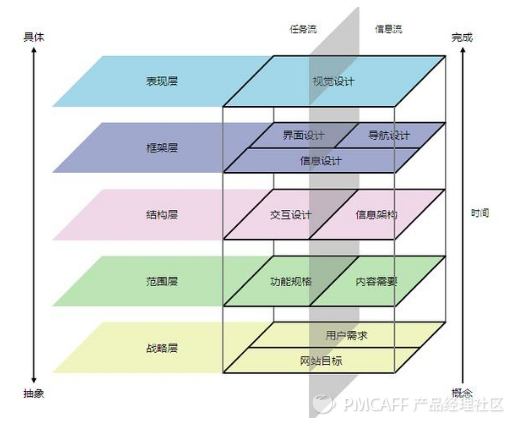 任务流 信息流
具体 完成
表现层 视觉设计
框架层 界面设计 导航设计
信息设计
结构层 交互设计 信息架构
时间
范围层 功能规格 内容需要
战略层 用户需求
网站目标
抽象 概念
PMCAFF 产品经理社区